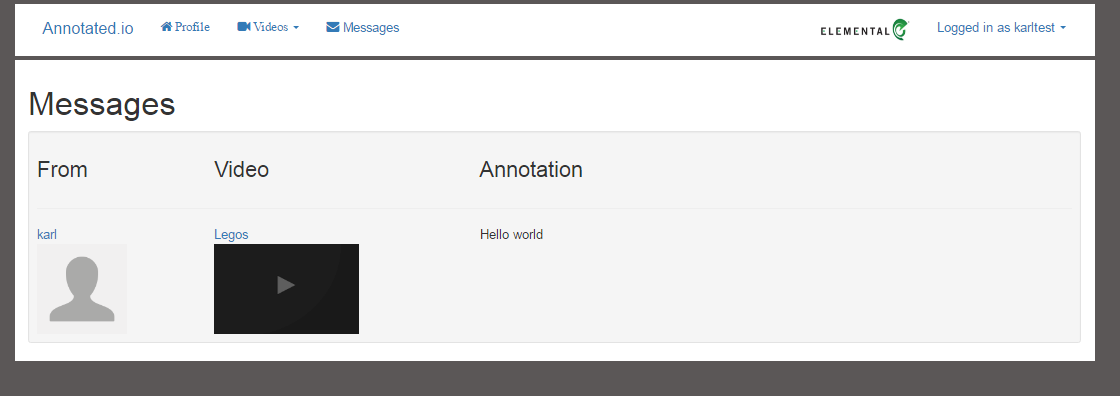 Annotated.io Profile Videos Messages ELEMENTAL Logged in as karltest
Messages
From Video Annotation
karl Legos Hello world